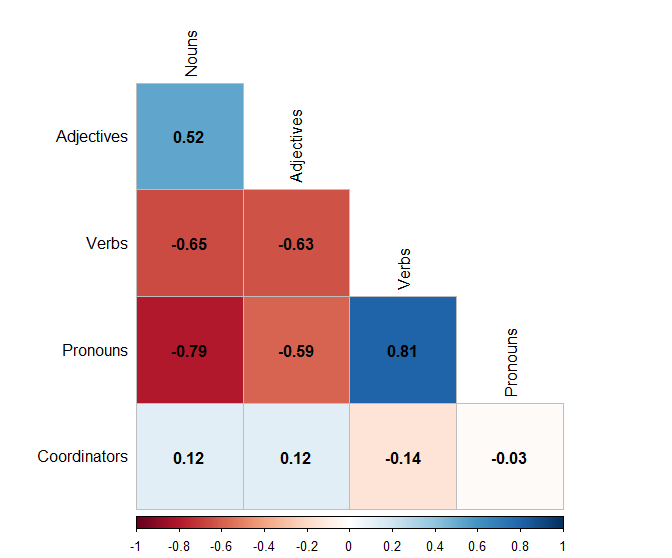 Nouns
Adjectives
0.52
Adjectives
Verbs
-0.65 -0.63
Verbs
Pronouns
-0.79 -0.59 0.81
Pronouns
Coordinators
0.12 0.12 -0.14 -0.03
-1 -0.8 -0.6 -0.4 -0.2 0 0.2 0.4 0.6 0.8 1